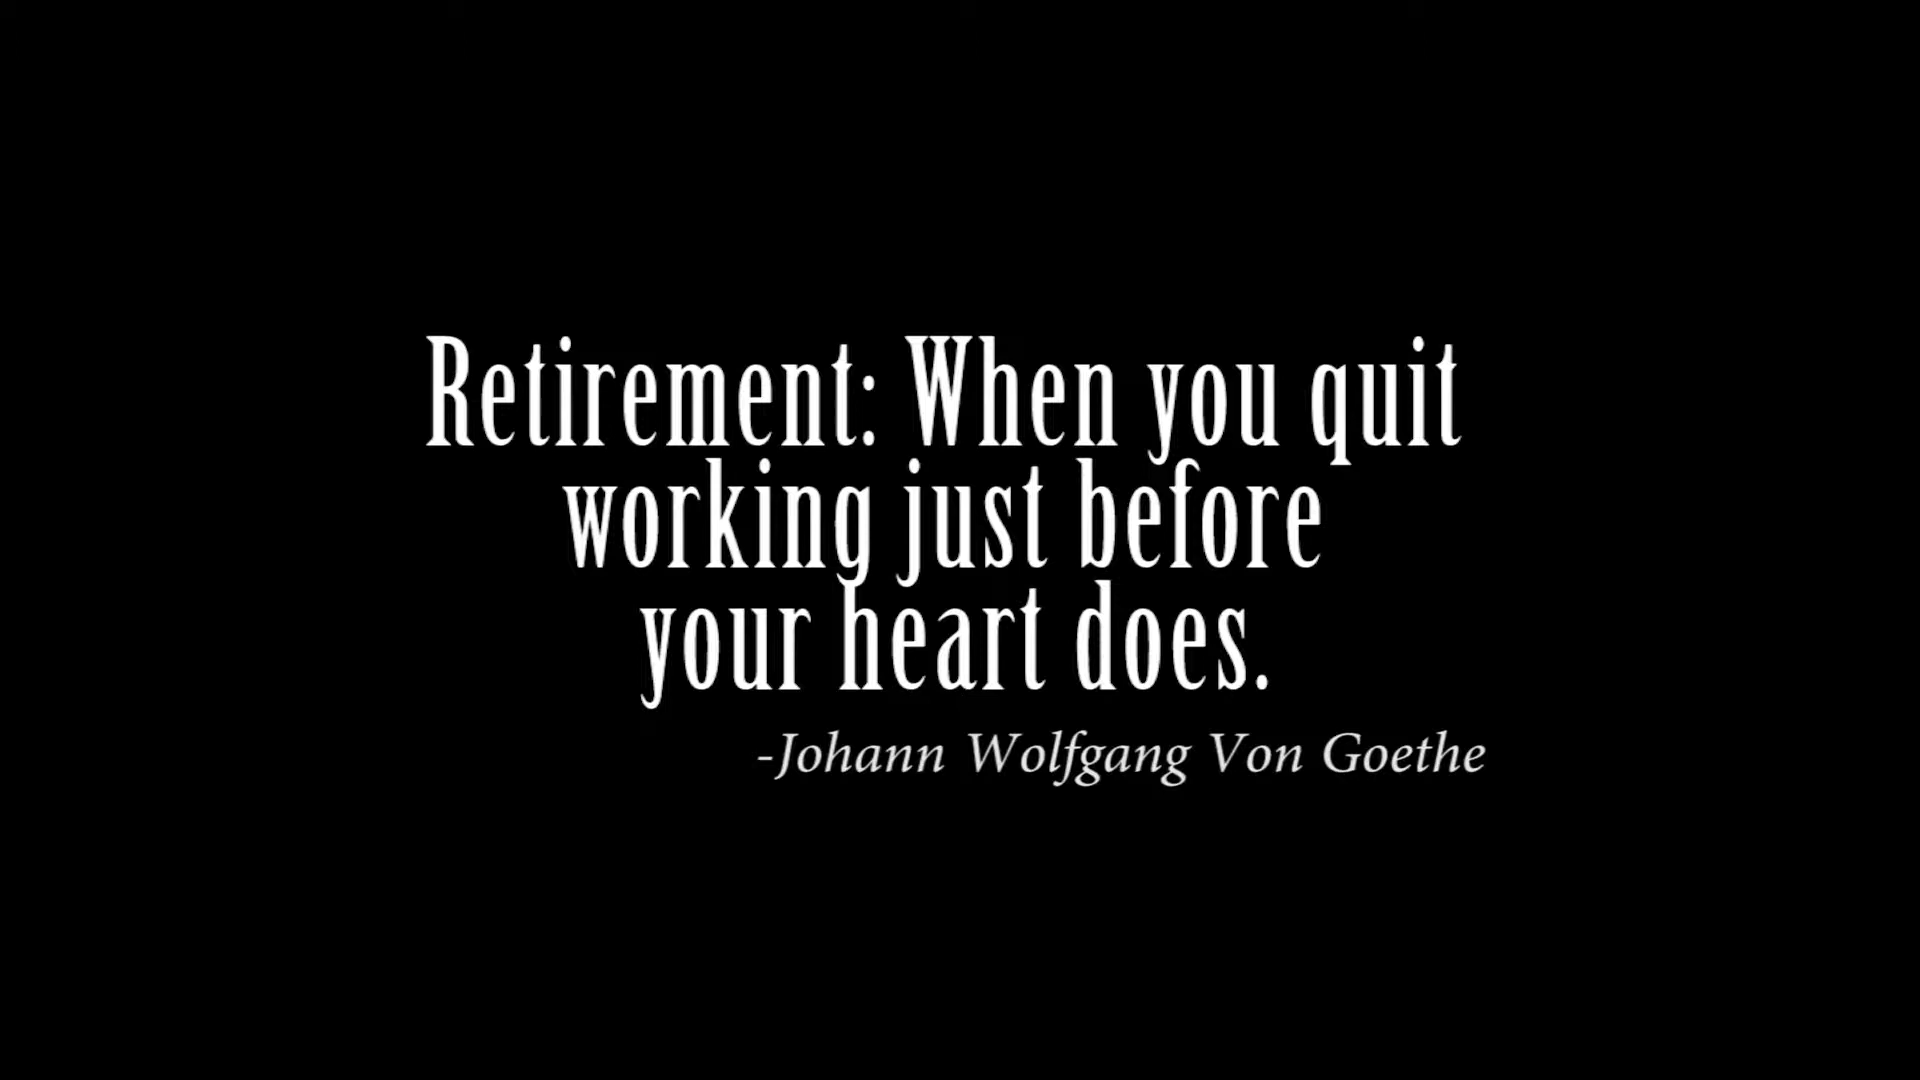 Retirement: When you quit
working just before
your heart does.
-Johann Wolfgang Von Goethe